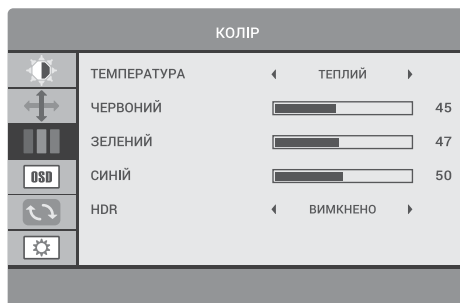 КОЛІР
ТЕМПЕРАТУРА ТЕПЛИЙ
ЧЕРВОНИЙ 45
ЗЕЛЕНИЙ 47
СИНІЙ 50
HDR ВИМКНЕНО
OSD